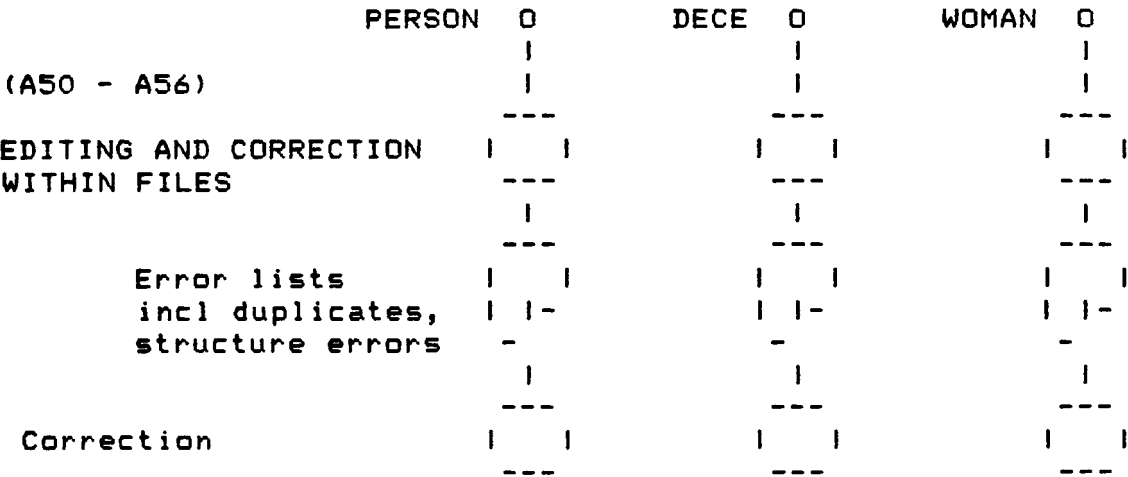 PERSON O DECE O WOMAN O
(A50 - A56)
EDITING AND CORRECTION
WITHIN FILES
Error lists
incl duplicates,
structure errors
Correction